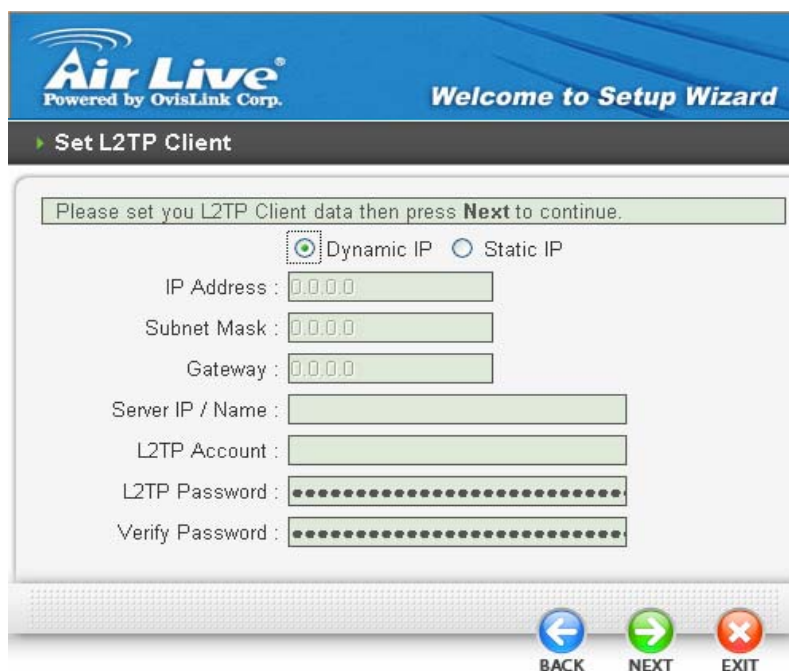 Air Live®
Powered by OvisLink Corp.
Welcome to Setup Wizard
Set L2TP Client
Please set you L2TP Client data then press Next to continue.
Dynamic IP Static IP
IP Address : 0.0.0.0
Subnet Mask : 0.0.0.0
Gateway : 0.0.0.0
Server IP / Name :
L2TP Account :
L2TP Password : ●●●●●●●●●●●●●●●●●●●●●●●●●●
Verify Password : ●●●●●●●●●●●●●●●●●●●●●●●●●●
BACK NEXT EXIT